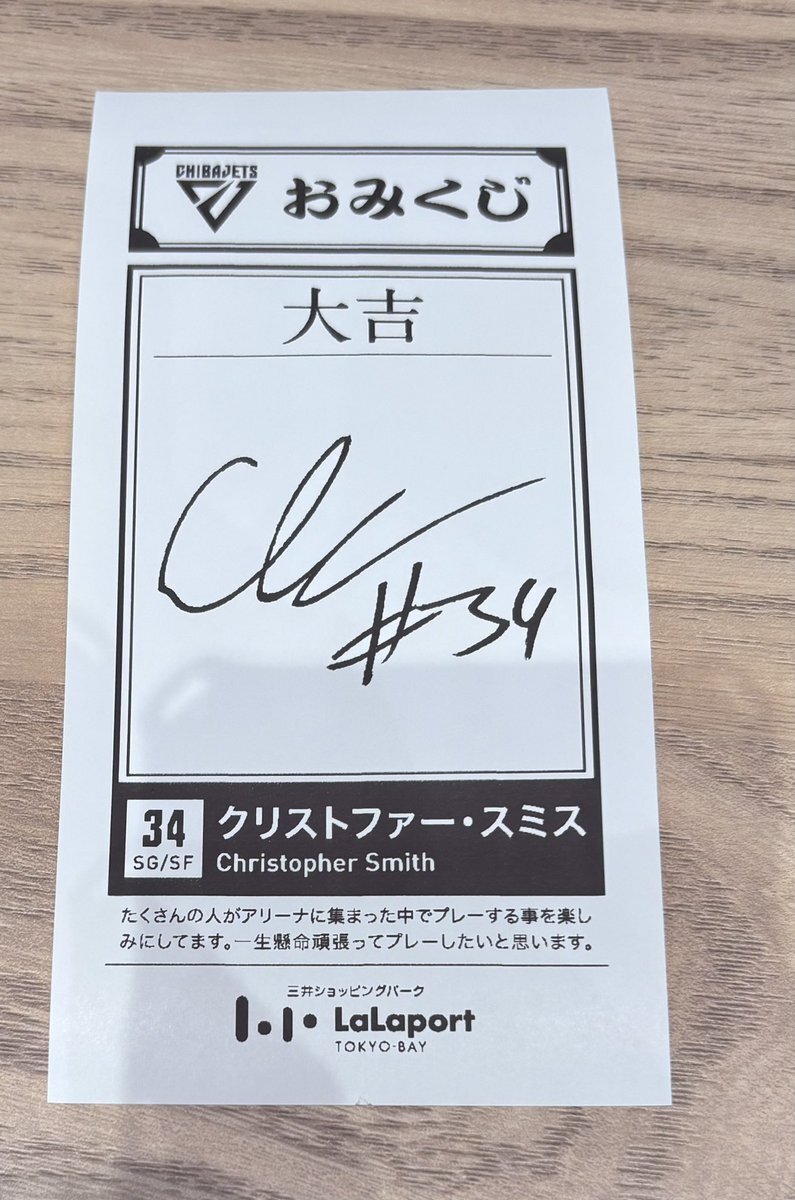 CHIBAJETS
おみくじ
大吉
#34
34
SG/SF
クリストファー・スミス
Christopher Smith
たくさんの人がアリーナに集まった中でプレーする事を楽し
みにしてます。一生懸命頑張ってプレーしたいと思います。
三井ショッピングパーク
LaLaport
TOKYO-BAY